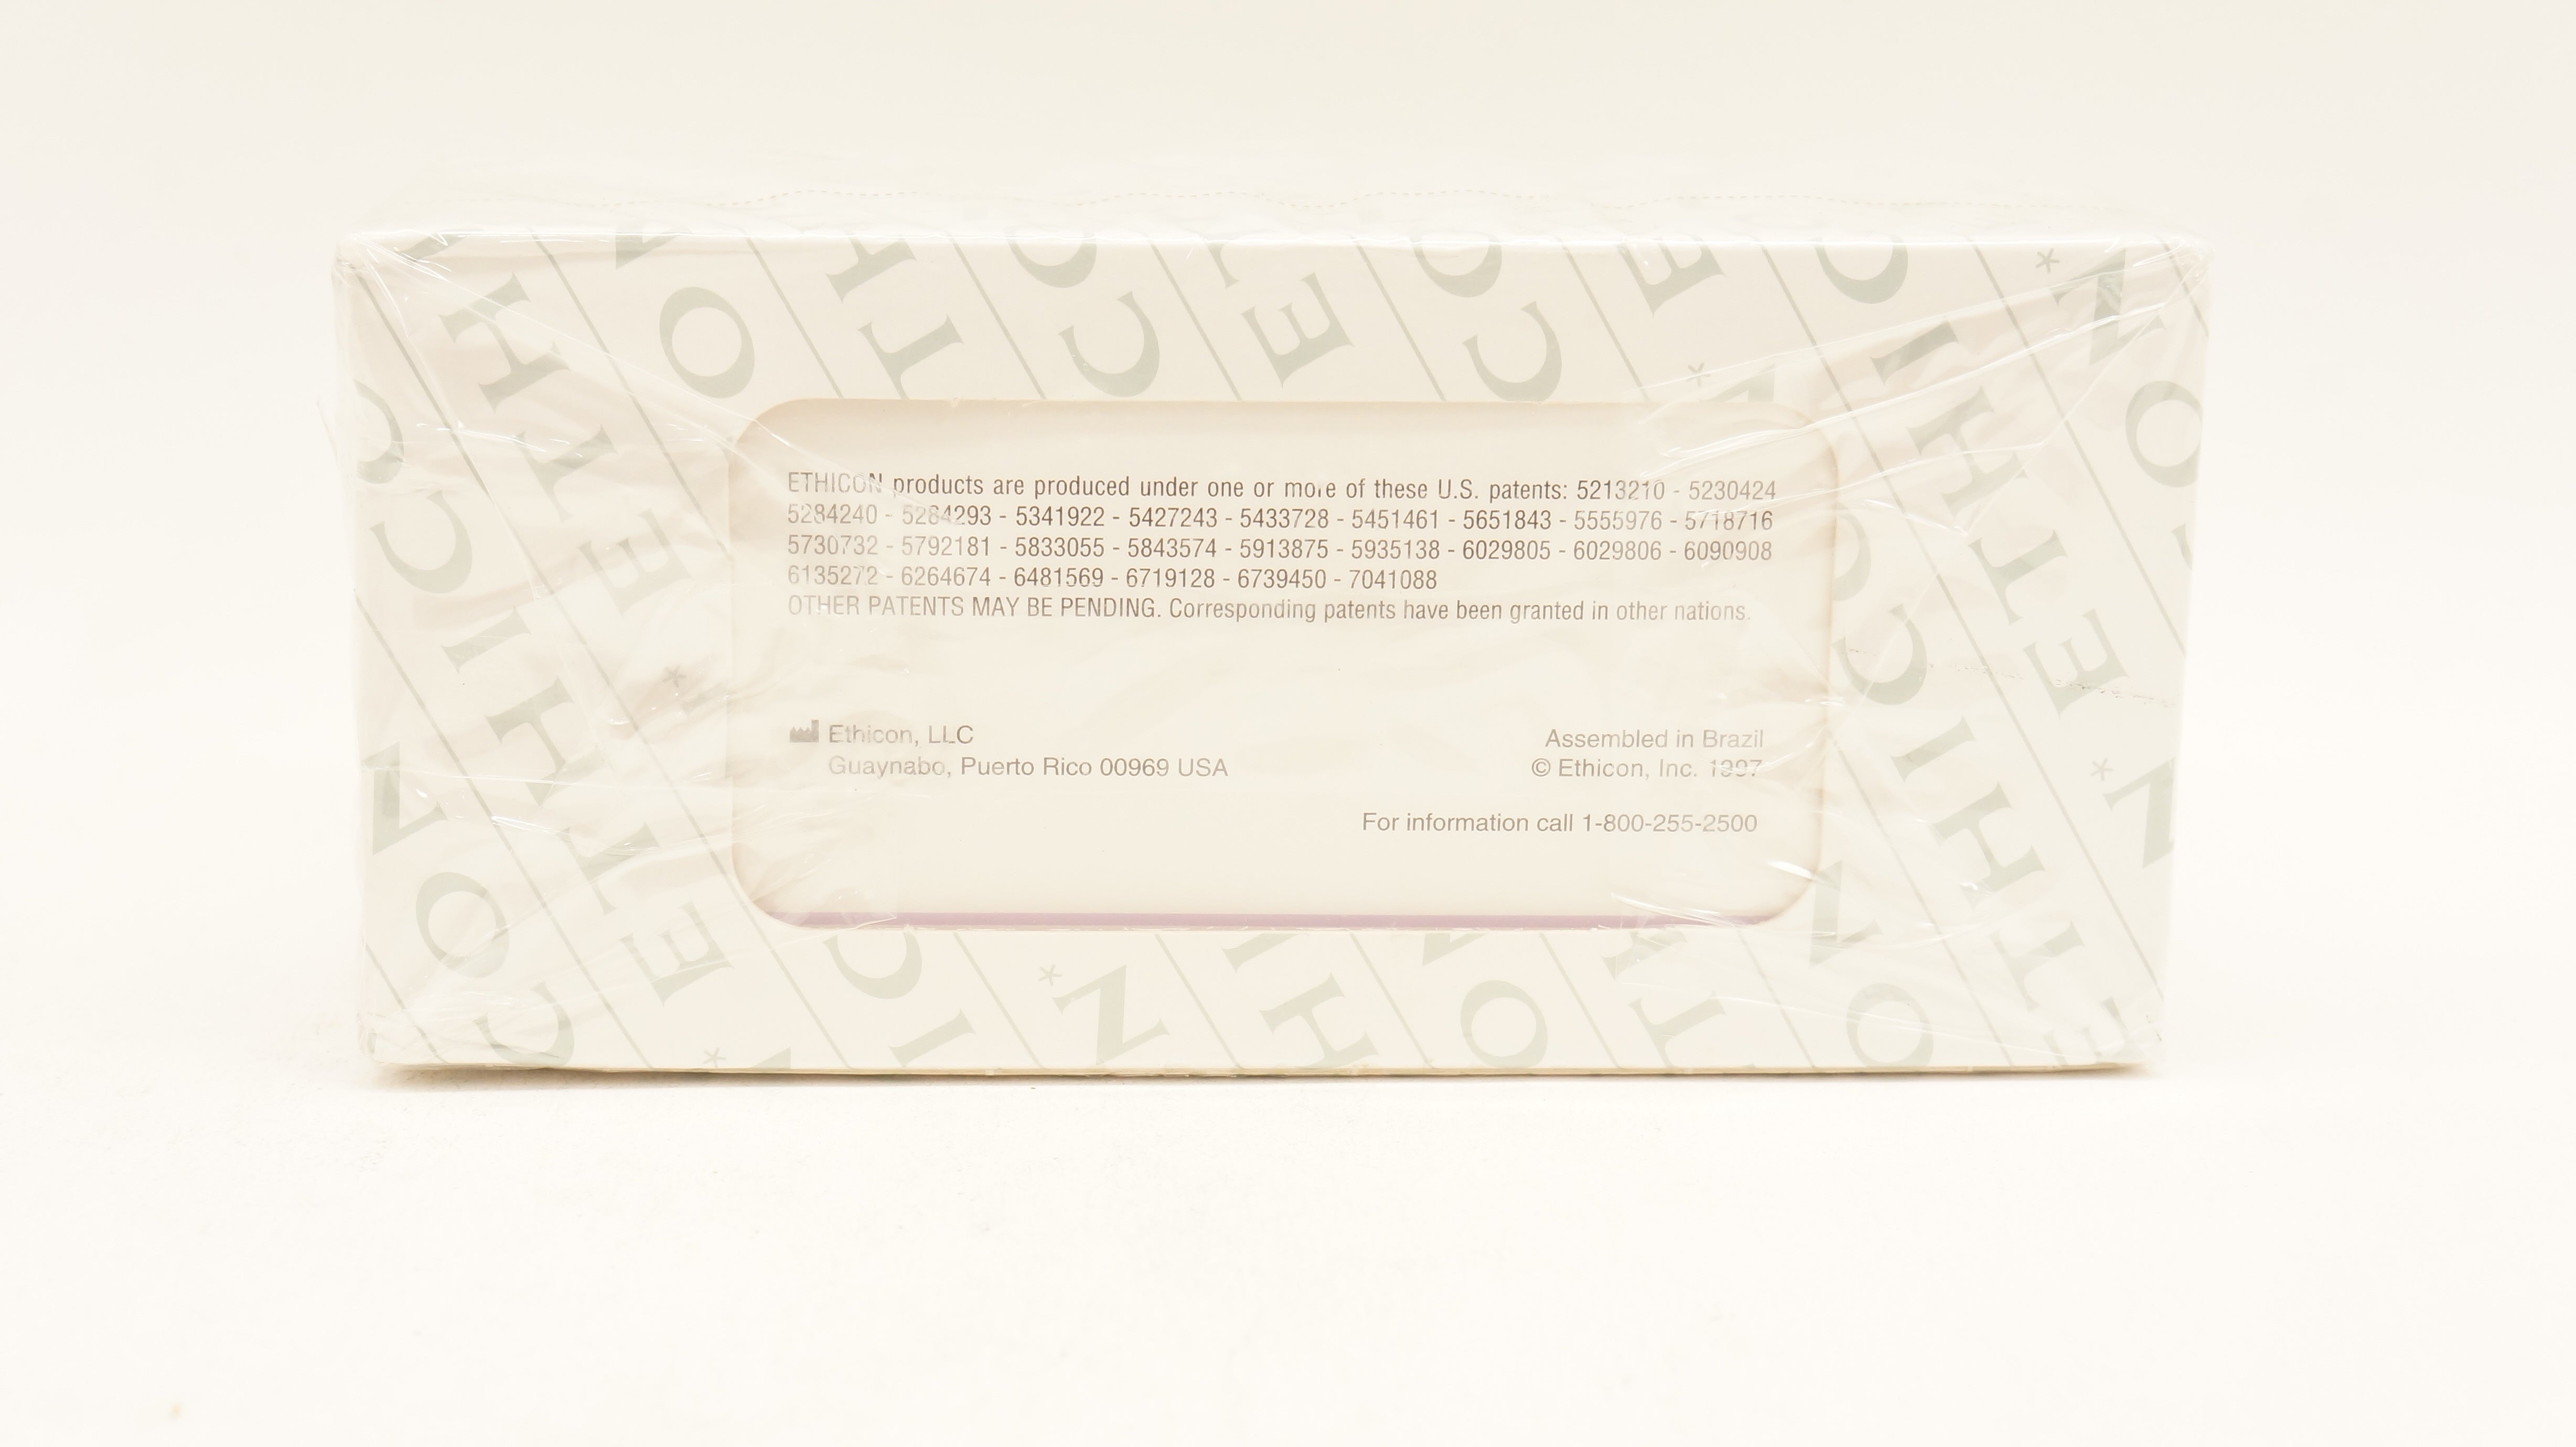 ETHICON products are produced under one or more of these U.S. patents: 5213210 - 5230424
5284240 - 5284293 - 5341922 - 5427243 - 5433728 - 5451461 - 5651843 - 5555976 - 5718716
5730732 - 5792181 - 5833055 - 5843574 - 5913875 - 5935138 - 6029805 - 6029806 - 6090908
6135272 - 6264674 - 6481569 - 6719128 - 6739450 - 7041088
OTHER PATENTS MAY BE PENDING. Corresponding patents have been granted in other nations.
Ethicon, LLC
Guaynabo, Puerto Rico 00969 USA
Assembled in Brazil
© Ethicon, Inc. 1997
For information call 1-800-255-2500